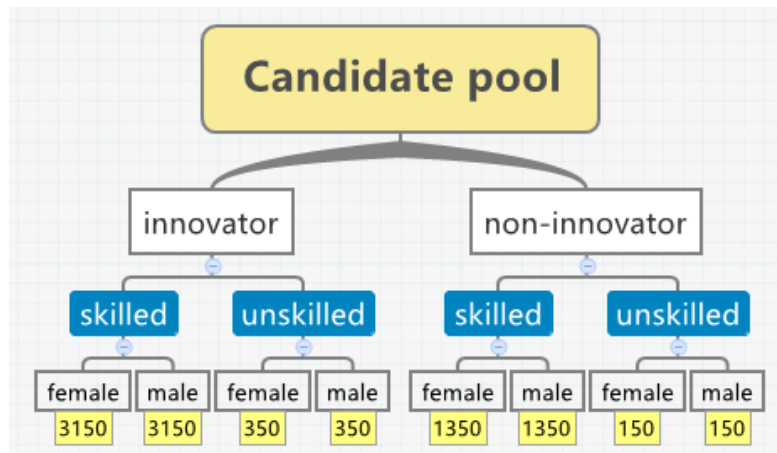 Candidate pool
innovator non-innovator
skilled unskilled skilled unskilled
female male female male female male female male
3150 3150 350 350 1350 1350 150 150